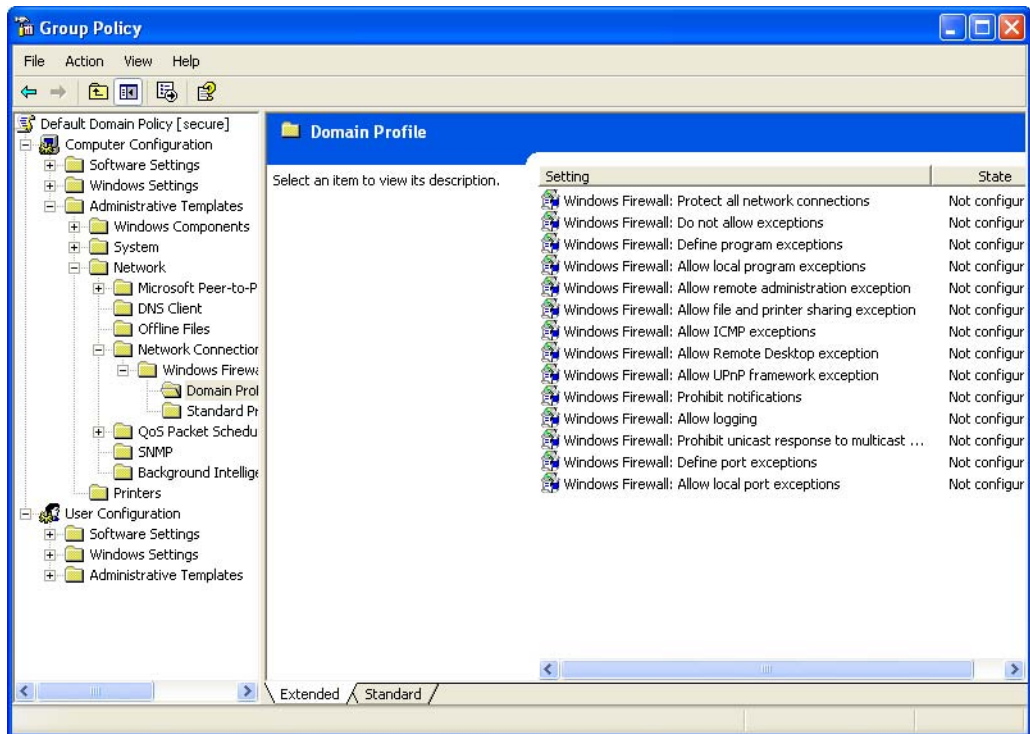 Group Policy
File Action View Help
Default Domain Policy [secure]
Computer Configuration
Software Settings
Windows Settings
Administrative Templates
Windows Components
System
Network
Microsoft Peer-to-P
DNS Client
Offline Files
Network Connection
Windows Firewa
Domain Prof
Standard Pr
QoS Packet Schedu
SNMP
Background Intellige
Printers
User Configuration
Software Settings
Windows Settings
Administrative Templates
Domain Profile
Select an item to view its description.
Setting State
Windows Firewall: Protect all network connections Not configur
Windows Firewall: Do not allow exceptions Not configur
Windows Firewall: Define program exceptions Not configur
Windows Firewall: Allow local program exceptions Not configur
Windows Firewall: Allow remote administration exception Not configur
Windows Firewall: Allow file and printer sharing exception Not configur
Windows Firewall: Allow ICMP exceptions Not configur
Windows Firewall: Allow Remote Desktop exception Not configur
Windows Firewall: Allow UPnP framework exception Not configur
Windows Firewall: Prohibit notifications Not configur
Windows Firewall: Allow logging Not configur
Windows Firewall: Prohibit unicast response to multicast ... Not configur
Windows Firewall: Define port exceptions Not configur
Windows Firewall: Allow local port exceptions Not configur
Extended Standard